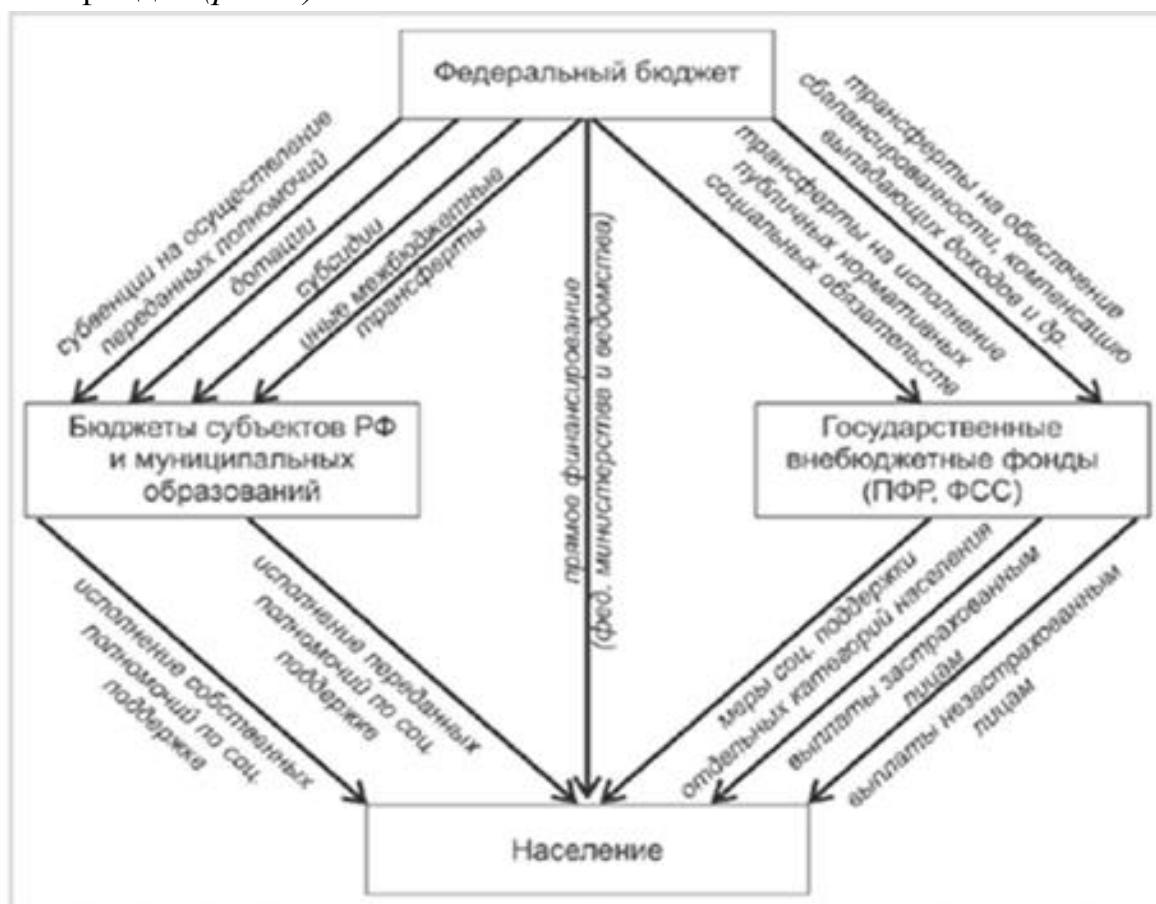 Федеральный бюджет
субвенции на осуществление
переданных полномочий
дотации
субсидии
иные межбюджетные
трансферты
прямое финансирование
(фед. министерства и ведомства)
трансферты на исполнение
публичных нормативных
социальных обязательств
трансферты на обеспечение
сбалансированности, компенсацию
выпадающих доходов и др.
Бюджеты субъектов РФ
и муниципальных
образований
Государственные
внебюджетные фонды
(ПФР, ФСС)
исполнение собственных
полномочий по соц.
поддержке
исполнение переданных
полномочий по соц.
поддержке
меры соц. поддержки
отдельных категорий населения
выплаты застрахованным
лицам
выплаты незастрахованным
лицам
Население